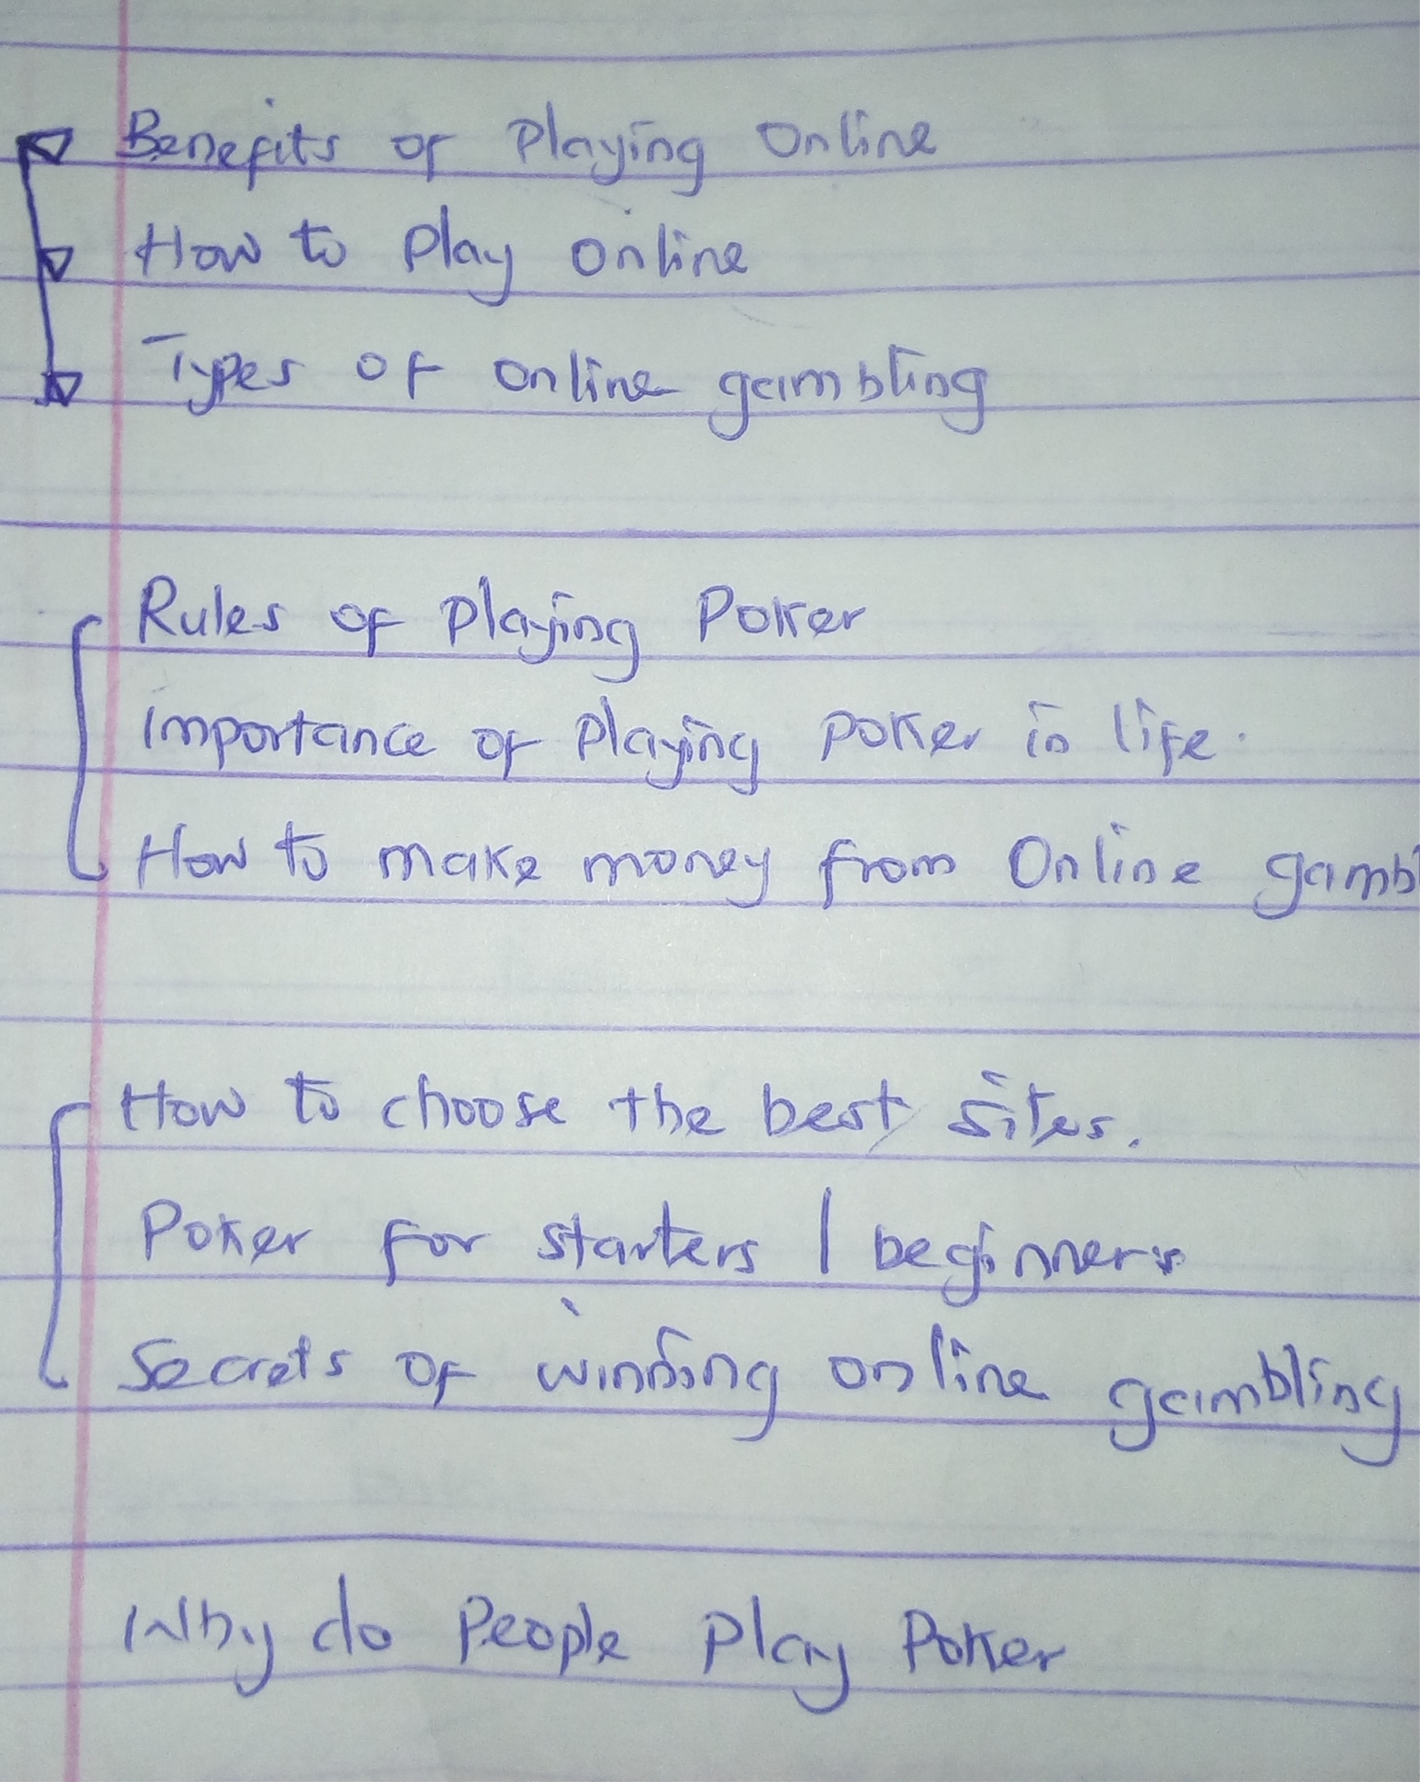 Benefits of Playing Online
How to Play online
Types of online gambling
Rules of Playing Poker
Importance of Playing Poker in life.
How to make money from Online gamb
How to choose the best sites.
Poker for starters / beginners
Secrets of winning online gambling
Why do People Play Poker